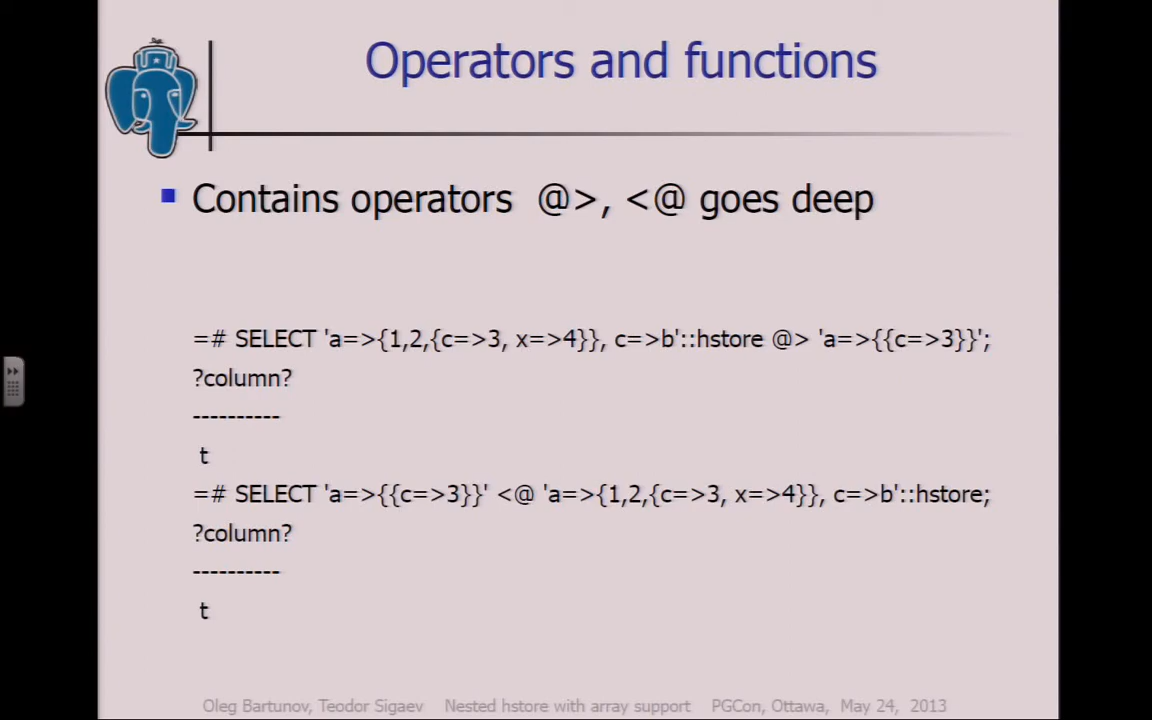 Operators and functions
Contains operators @>, <@ goes deep
=# SELECT 'a=>{1,2,{c=>3, x=>4}}, c=>b'::hstore @> 'a=>{{c=>3}}';
?column?
----------
t
=# SELECT 'a=>{{c=>3}}' <@ 'a=>{1,2,{c=>3, x=>4}}, c=>b'::hstore;
?column?
----------
t
Oleg Bartunov, Teodor Sigaev Nested hstore with array support PGCon, Ottawa, May 24, 2013